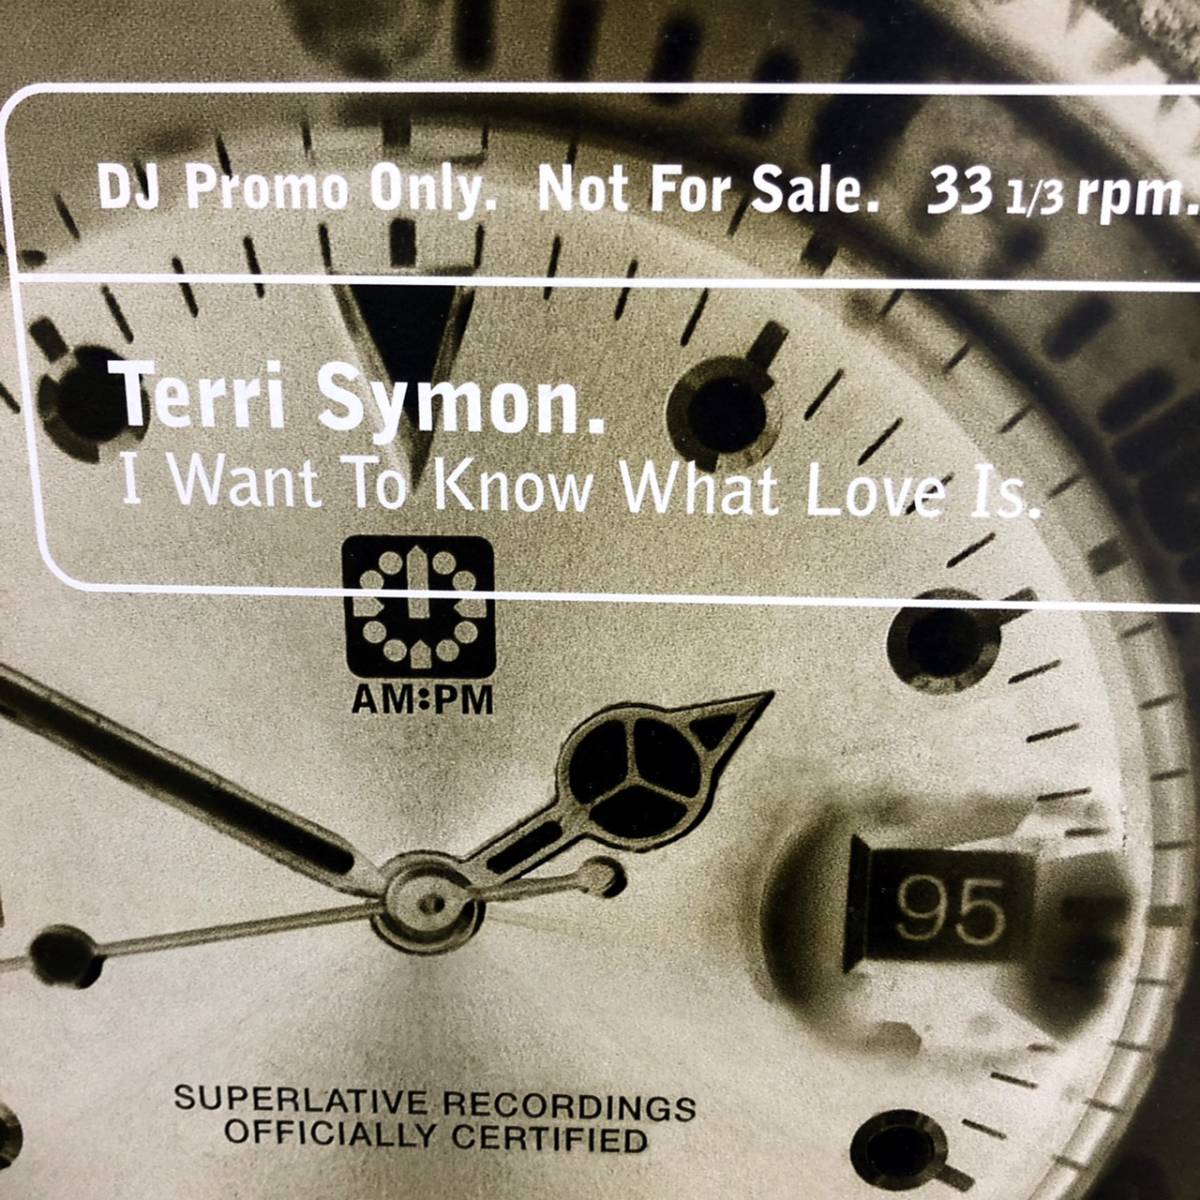 DJ Promo Only. Not For Sale. 33 1/3 rpm.
Terri Symon.
I Want To Know What Love Is.
AM:PM
95
SUPERLATIVE RECORDINGS
OFFICIALLY CERTIFIED